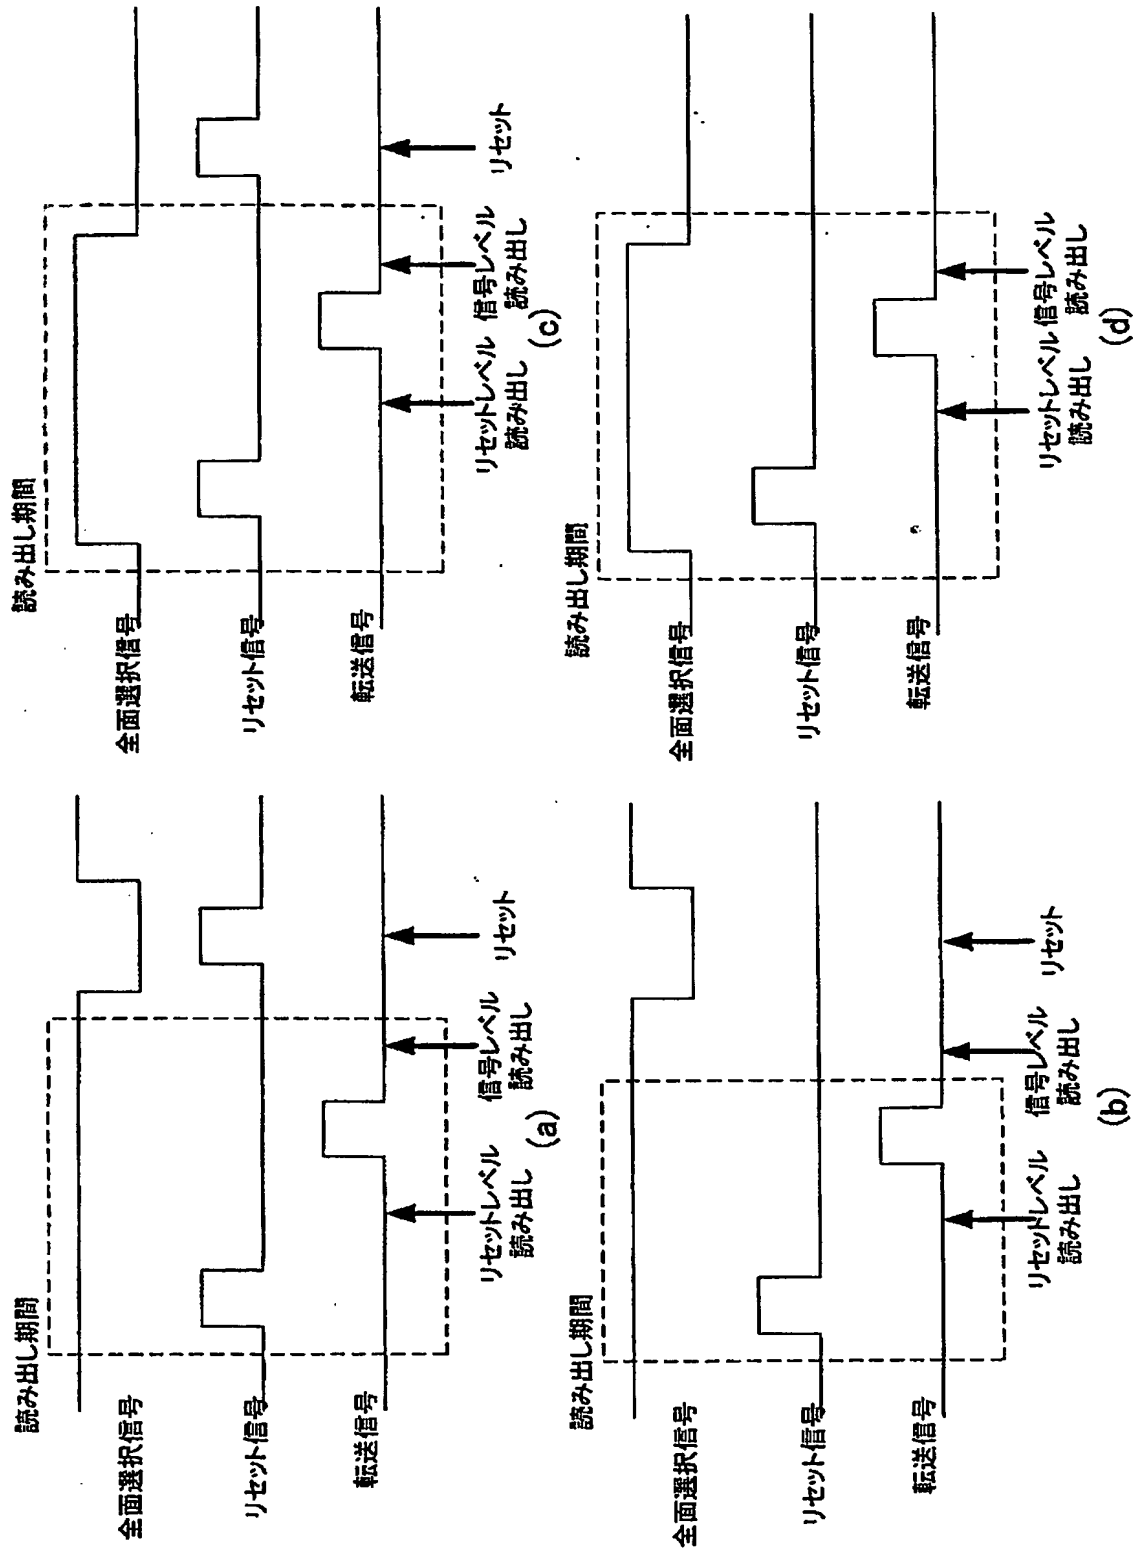 読み出し期間
全面選択信号
リセット信号
転送信号
リセットレベル
読み出し
信号レベル
読み出し
リセット
(a)
読み出し期間
全面選択信号
リセット信号
転送信号
リセットレベル
読み出し
信号レベル
読み出し
リセット
(c)
読み出し期間
全面選択信号
リセット信号
転送信号
リセットレベル
読み出し
信号レベル
読み出し
リセット
(b)
読み出し期間
全面選択信号
リセット信号
転送信号
リセットレベル
読み出し
信号レベル
読み出し
(d)